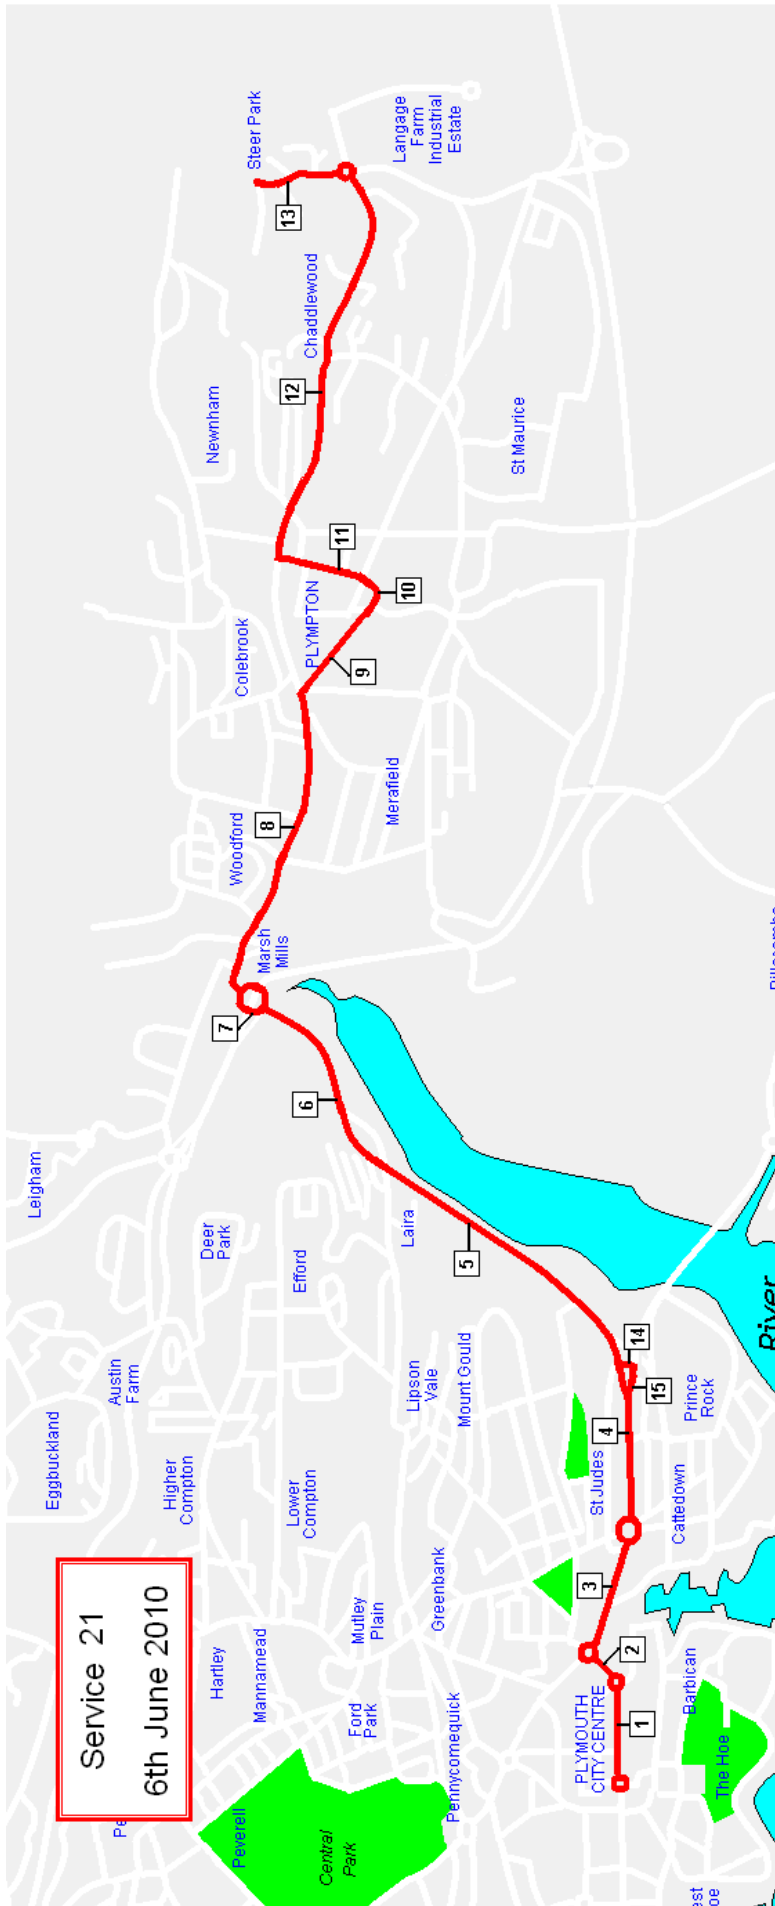 Service 21
6th June 2010
Eggbuckland
Leigham
Austin
Farm
Higher
Compton
Deer
Park
Hartley
Mannamead
Peverell
Lower
Compton
Efford
Mutley
Plain
Ford
Park
Central
Park
Greenbank
Pennycomequick
Lipson
Vale
Mount Gould
Laira
St Judes
PLYMOUTH
CITY CENTRE
Cattedown
Prince
Rock
Barbican
The Hoe
River
Marsh
Mills
Woodford
Colebrook
Newnham
PLYMPTON
Merafield
Chaddlewood
St Maurice
Steer Park
Langage
Farm
Industrial
Estate
1
2
3
4
5
6
7
8
9
10
11
12
13
14
15